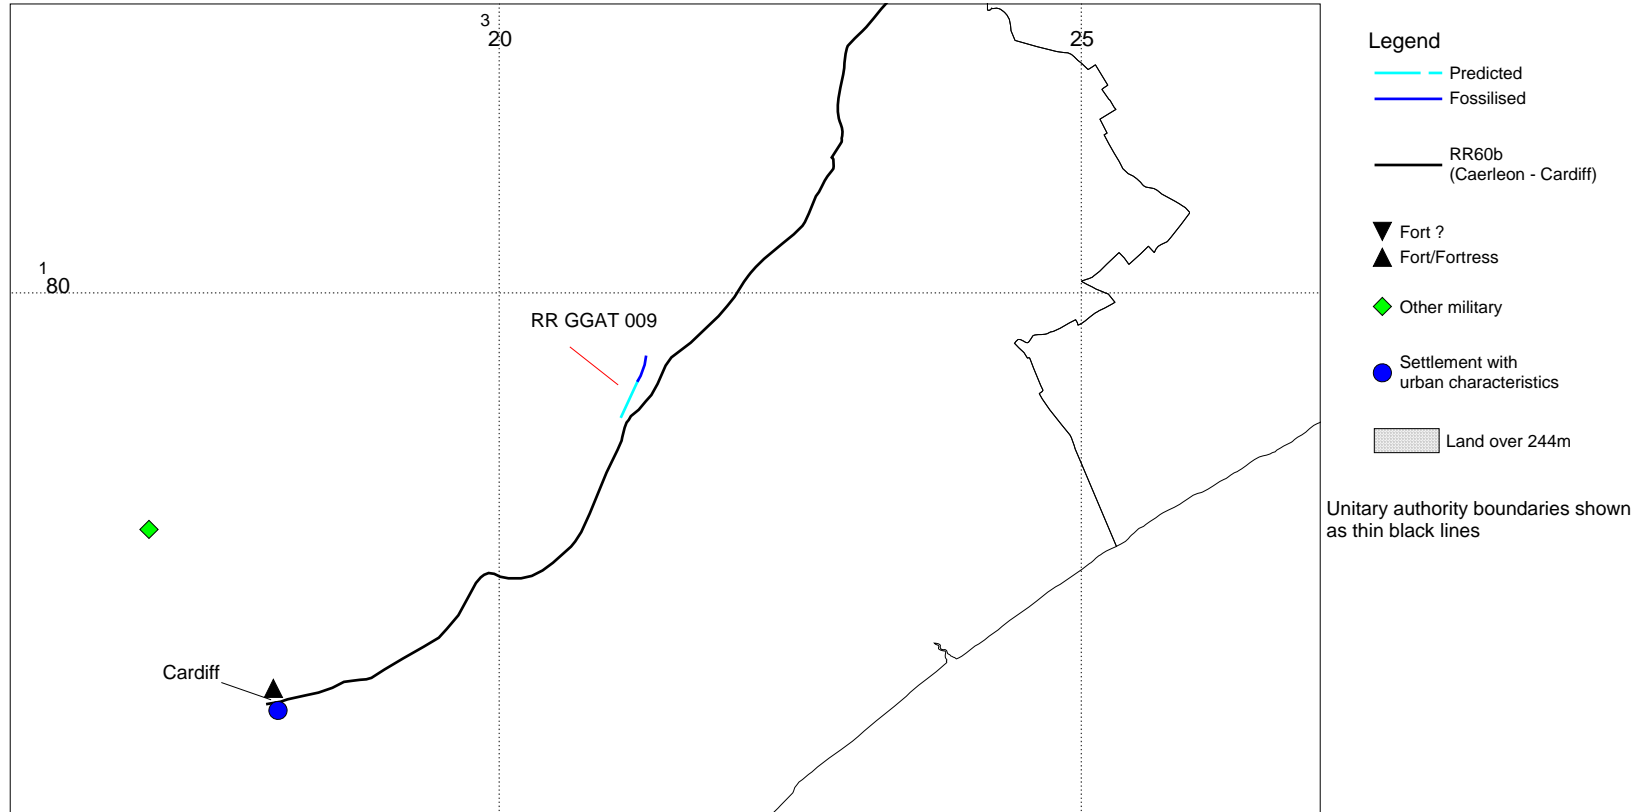 3
20
25
1
80
RR GGAT 009
Cardiff
Legend
Predicted
Fossilised
RR60b
(Caerleon - Cardiff)
Fort ?
Fort/Fortress
Other military
Settlement with
urban characteristics
Land over 244m
Unitary authority boundaries shown
as thin black lines